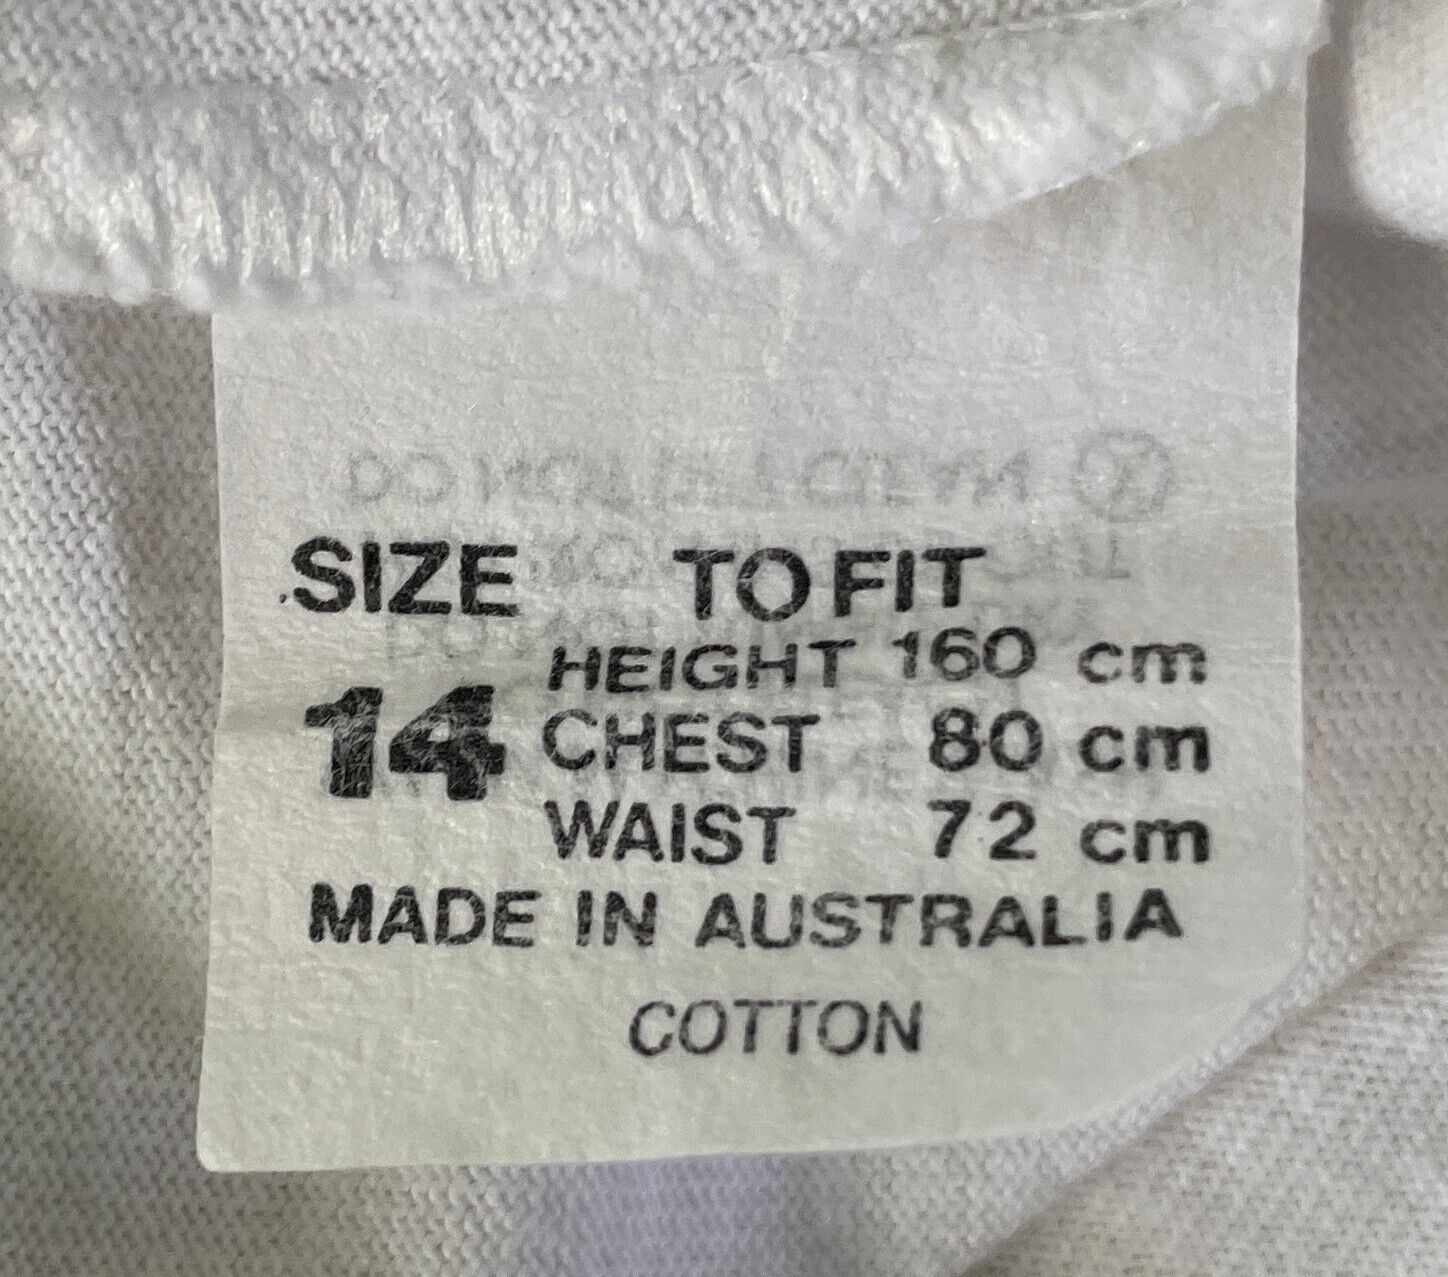 SIZE TO FIT
14
HEIGHT 160 cm
CHEST 80 cm
WAIST 72 cm
MADE IN AUSTRALIA
COTTON